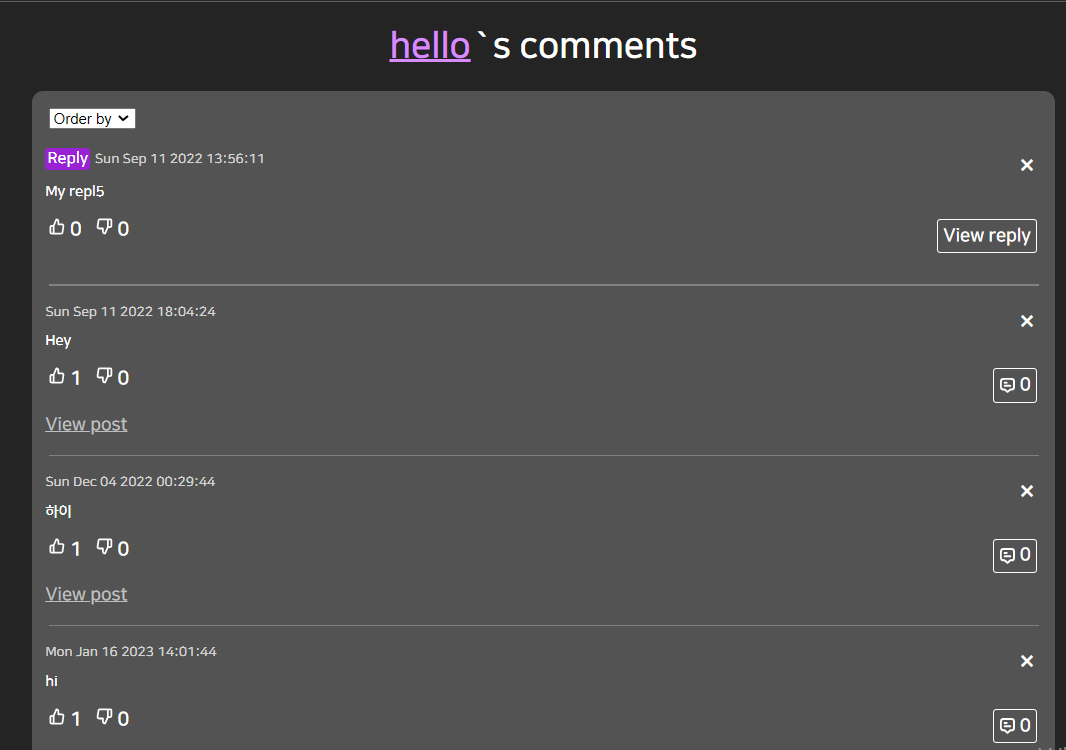 hello`s comments
Order by
Reply Sun Sep 11 2022 13:56:11
My repl5
0 0
View reply
Sun Sep 11 2022 18:04:24
Hey
1 0
0
View post
Sun Dec 04 2022 00:29:44
하이
1 0
0
View post
Mon Jan 16 2023 14:01:44
hi
1 0
0